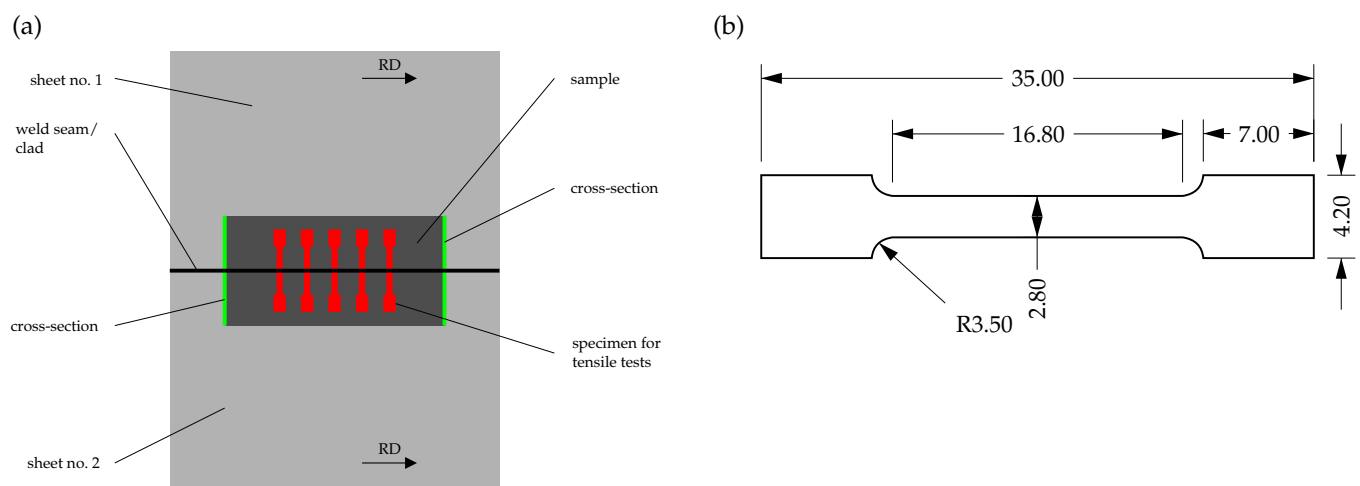 (a)
RD
sheet no. 1
sample
weld seam/
clad
cross-section
cross-section
specimen for
tensile tests
RD
sheet no. 2
(b)
35.00
16.80
7.00
4.20
2.80
R3.50